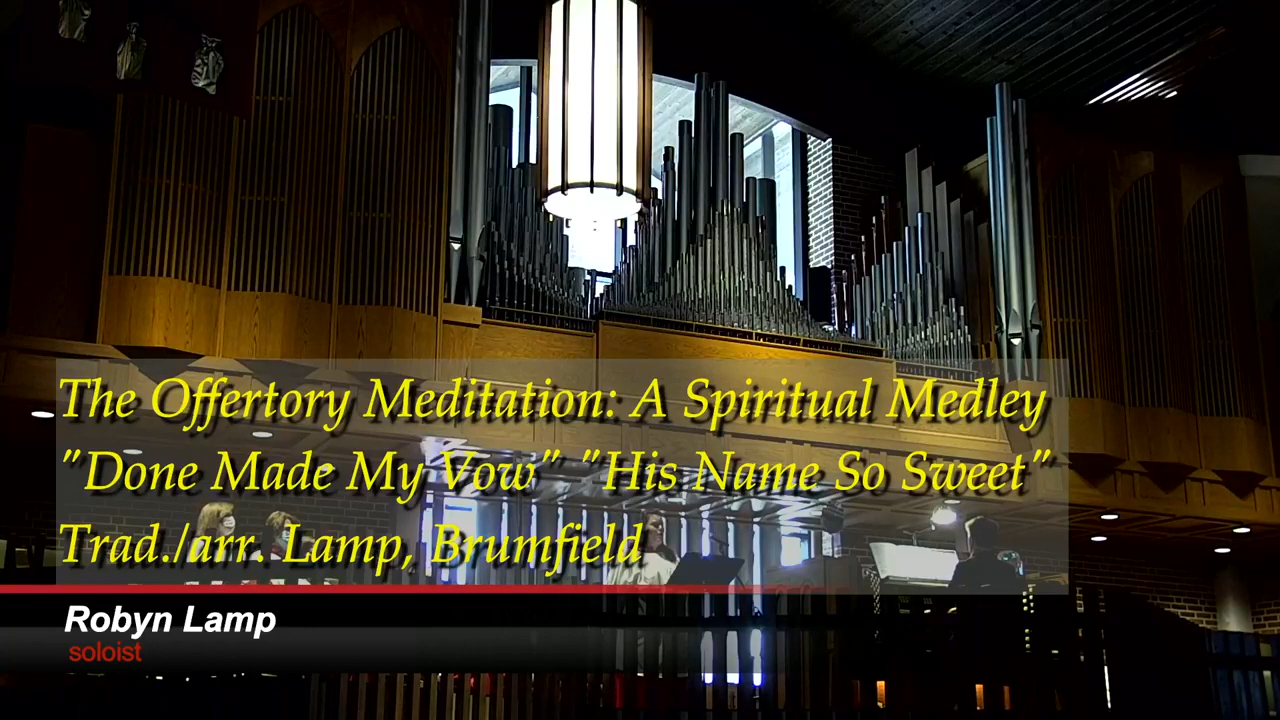 The Offertory Meditation: A Spiritual Medley
"Done Made My Vow" "His Name So Sweet"
Trad./arr. Lamp, Brumfield
Robyn Lamp
soloist